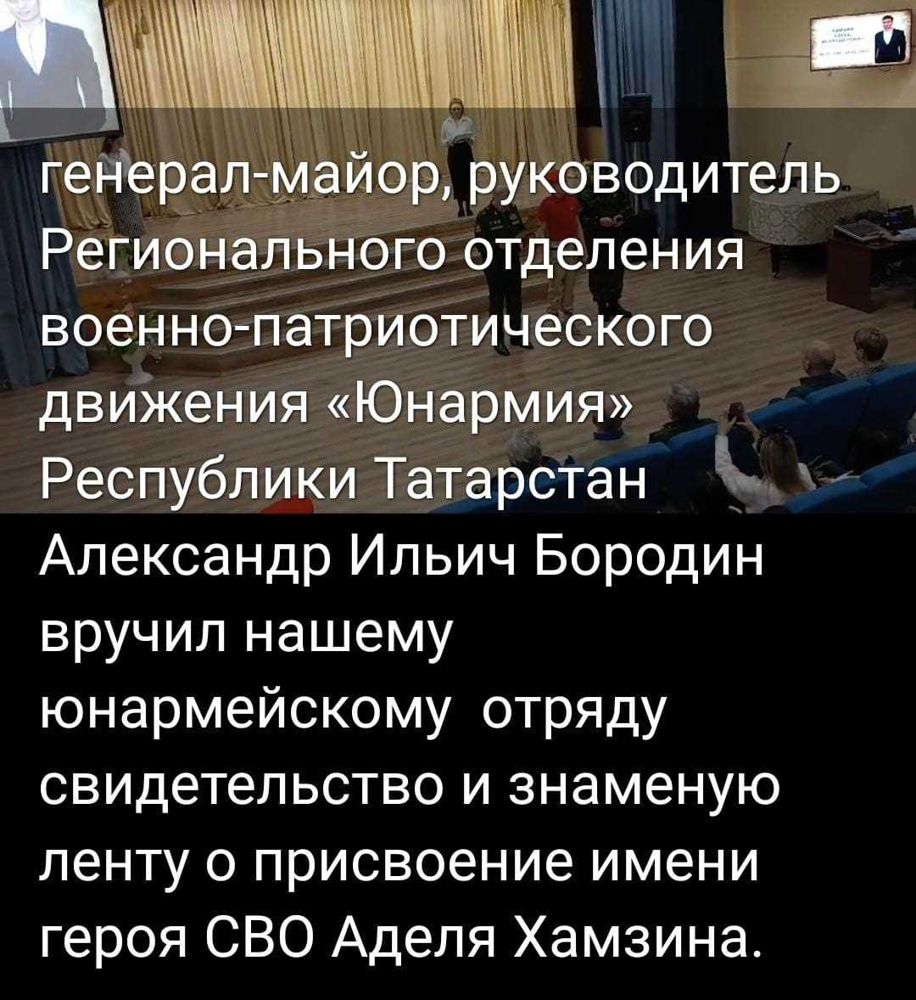 генерал-майор, руководитель
Регионального отделения
военно-патриотического
движения «Юнармия»
Республики Татарстан
Александр Ильич Бородин
вручил нашему
юнармейскому отряду
свидетельство и знаменую
ленту о присвоение имени
героя СВО Аделя Хамзина.